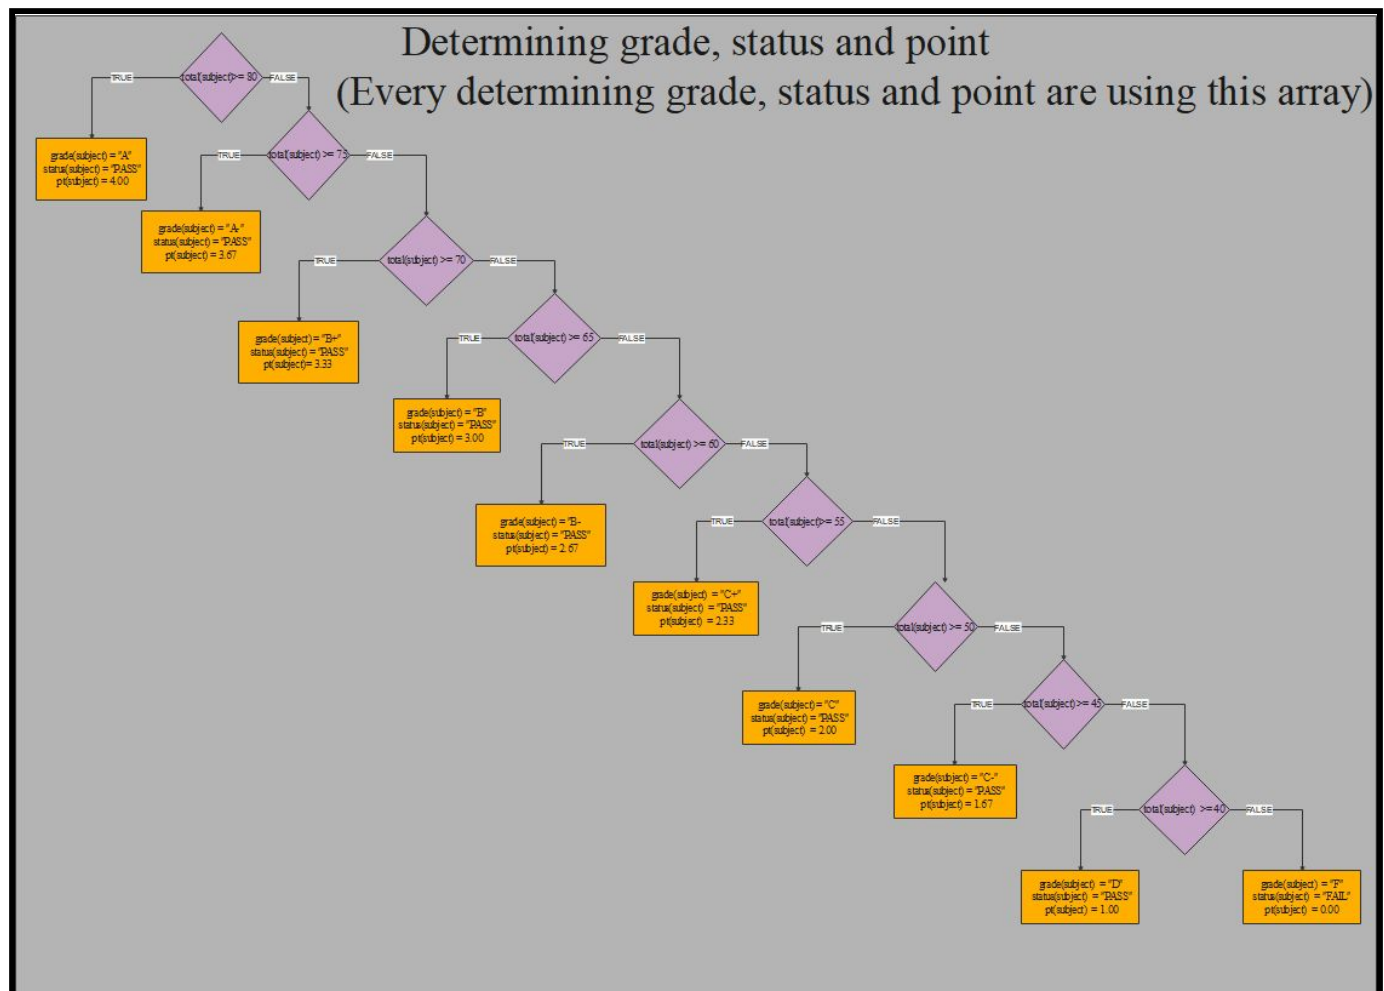 Determining grade, status and point
(Every determining grade, status and point are using this array)
total(subject)>= 80
TRUE
FALSE
grade(subject) = "A"
status(subject) = "PASS"
pt(subject) = 4.00
total(subject) >= 75
TRUE
FALSE
grade(subject) = "A-"
status(subject) = "PASS"
pt(subject) = 3.67
total(subject) >= 70
TRUE
FALSE
grade(subject) = "B+"
status(subject) = "PASS"
pt(subject)= 3.33
total(subject) >= 65
TRUE
FALSE
grade(subject) = "B"
status(subject) = "PASS"
pt(subject) = 3.00
total(subject) >= 60
TRUE
FALSE
grade(subject) = "B-
status(subject) = "PASS"
pt(subject) = 2.67
total(subject)>= 55
TRUE
FALSE
grade(subject) = "C+"
status(subject) = "PASS"
pt(subject) = 2.33
total(subject) >= 50
TRUE
FALSE
grade(subject)= "C"
status(subject) = "PASS"
pt(subject) = 2.00
total(subject)>= 45
TRUE
FALSE
grade(subject) = "C-"
status(subject) = "PASS"
pt(subject) = 1.67
total(subject) >=40
TRUE
FALSE
grade(subject) = "D"
status(subject) = "PASS"
pt(subject) = 1.00
grade(subject) = "F"
status(subject) = "FAIL"
pt(subject) = 0.00